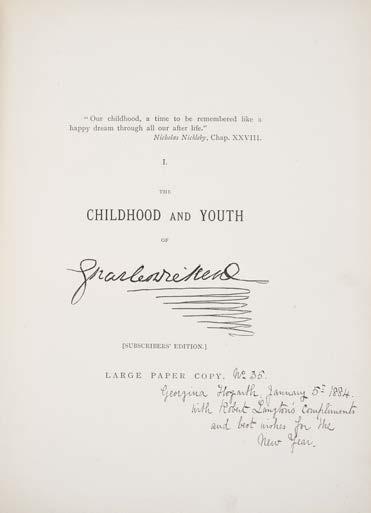 "Our childhood, a time to be remembered like a
happy dream through all our after life."
Nicholas Nickleby, Chap. XXVIII.
I.
THE
CHILDHOOD AND YOUTH
OF
Charles Dickens
[SUBSCRIBERS' EDITION.]
LARGE PAPER COPY. No. 35.
Georgina Hogarth, January 5th 1884.
with Robert Langton's Compliments
and best wishes for the
New Year.